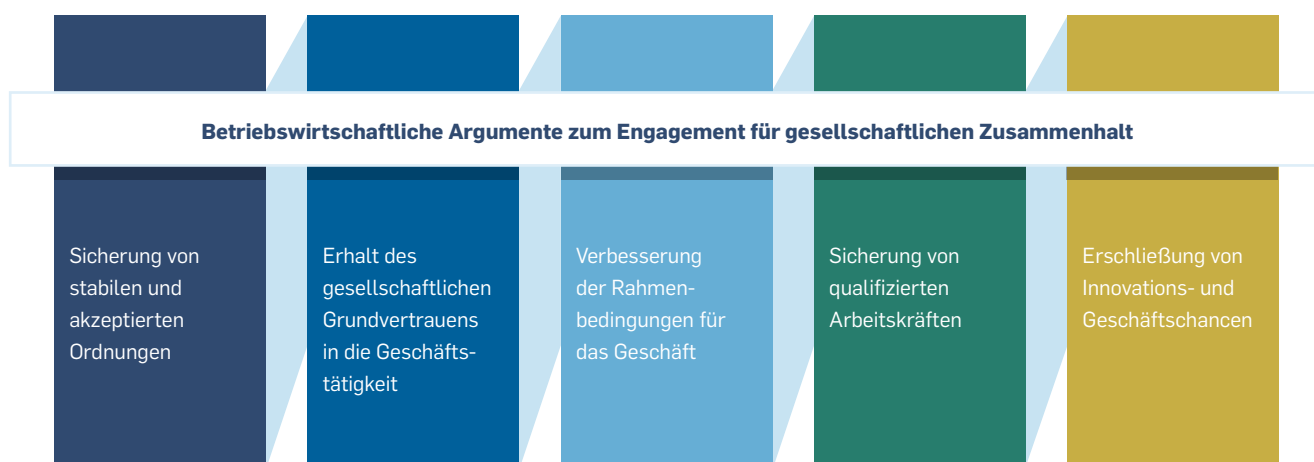 Betriebswirtschaftliche Argumente zum Engagement für gesellschaftlichen Zusammenhalt
Sicherung von
stabilen und
akzeptierten
Ordnungen
Erhalt des
gesellschaftlichen
Grundvertrauens
in die Geschäfts-
tätigkeit
Verbesserung
der Rahmen-
bedingungen für
das Geschäft
Sicherung von
qualifizierten
Arbeitskräften
Erschließung von
Innovations- und
Geschäftschancen